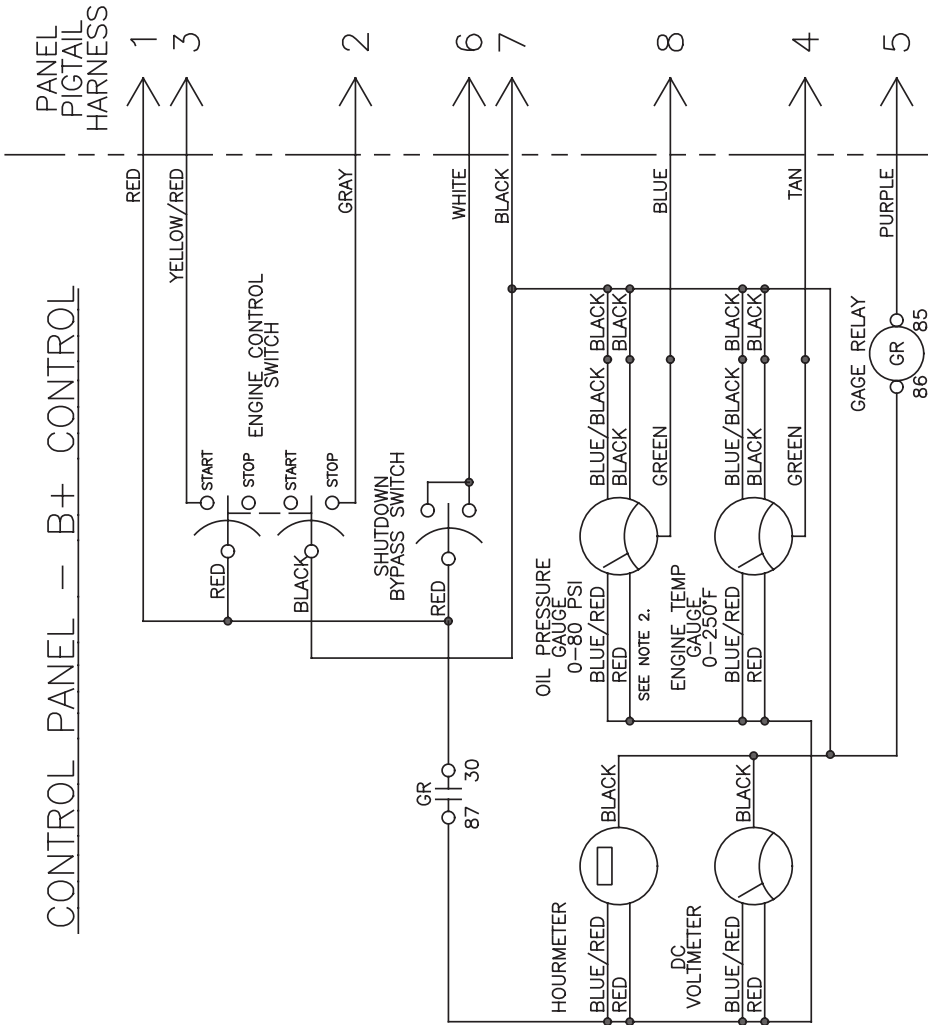 CONTROL PANEL – B+ CONTROL
PANEL
PIGTAIL
HARNESS
1
3
2
6
7
8
4
5
RED
YELLOW/RED
GRAY
WHITE
BLACK
BLUE
TAN
PURPLE
START
STOP
START
STOP
ENGINE CONTROL
SWITCH
RED
BLACK
SHUTDOWN
BYPASS SWITCH
RED
GR
30
87
OIL PRESSURE
GAUGE
0–80 PSI
BLUE/RED
RED
SEE NOTE 2.
BLUE/BLACK
BLACK
BLACK
BLACK
GREEN
ENGINE TEMP
GAUGE
0–250°F
BLUE/RED
RED
BLUE/BLACK
BLACK
BLACK
BLACK
GREEN
GAGE RELAY
GR
85
86
HOURMETER
BLUE/RED
RED
BLACK
DC
VOLTMETER
BLUE/RED
RED
BLACK